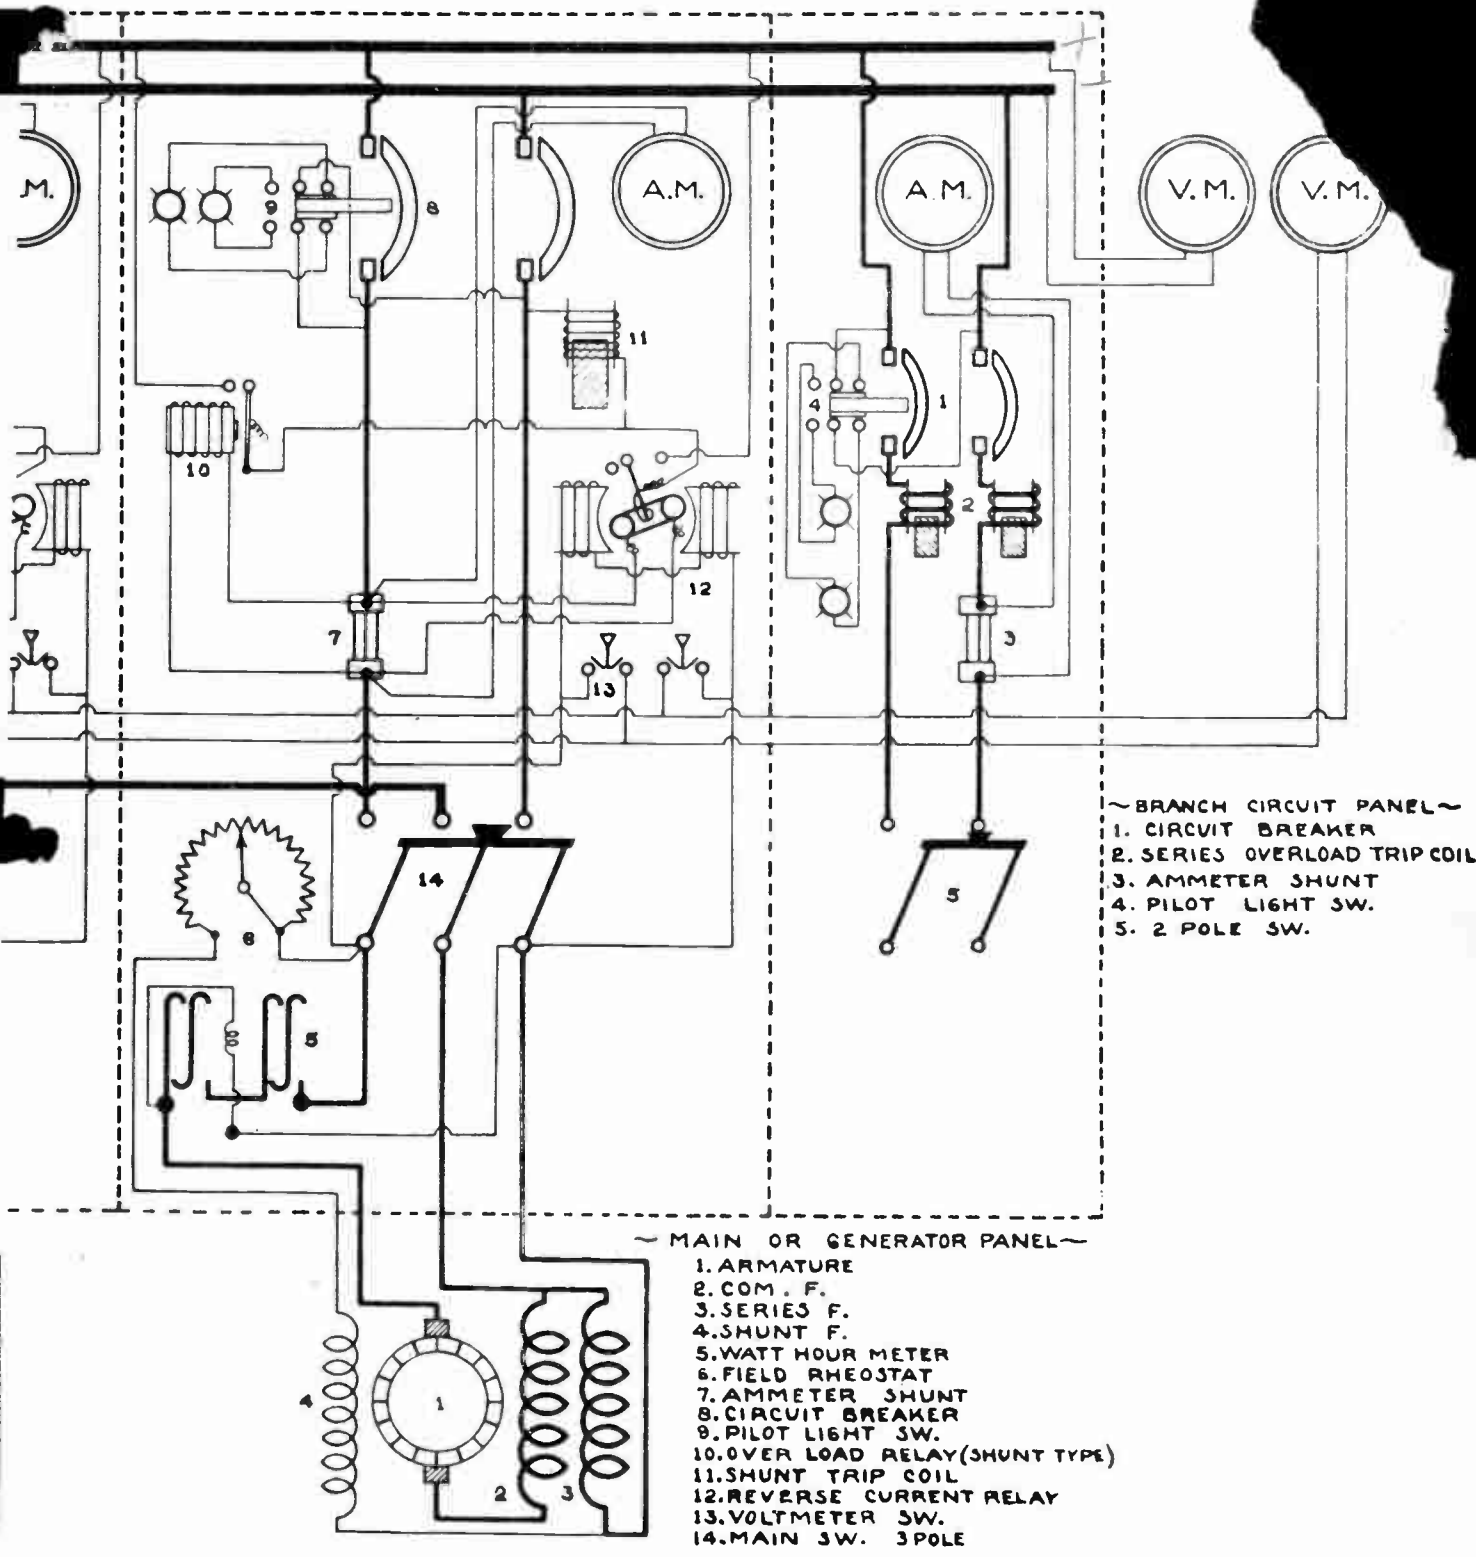 .M.
A.M.
A.M.
V.M.
V.M.
9
8
11
10
4
1
2
12
7
13
3
6
14
5
5
~BRANCH CIRCUIT PANEL~
1. CIRCUIT BREAKER
2. SERIES OVERLOAD TRIP COIL
3. AMMETER SHUNT
4. PILOT LIGHT SW.
5. 2 POLE SW.
4
1
2
3
~ MAIN OR GENERATOR PANEL~
1. ARMATURE
2. COM. F.
3. SERIES F.
4. SHUNT F.
5. WATT HOUR METER
6. FIELD RHEOSTAT
7. AMMETER SHUNT
8. CIRCUIT BREAKER
9. PILOT LIGHT SW.
10. OVER LOAD RELAY (SHUNT TYPE)
11. SHUNT TRIP COIL
12. REVERSE CURRENT RELAY
13. VOLTMETER SW.
14. MAIN SW. 3 POLE